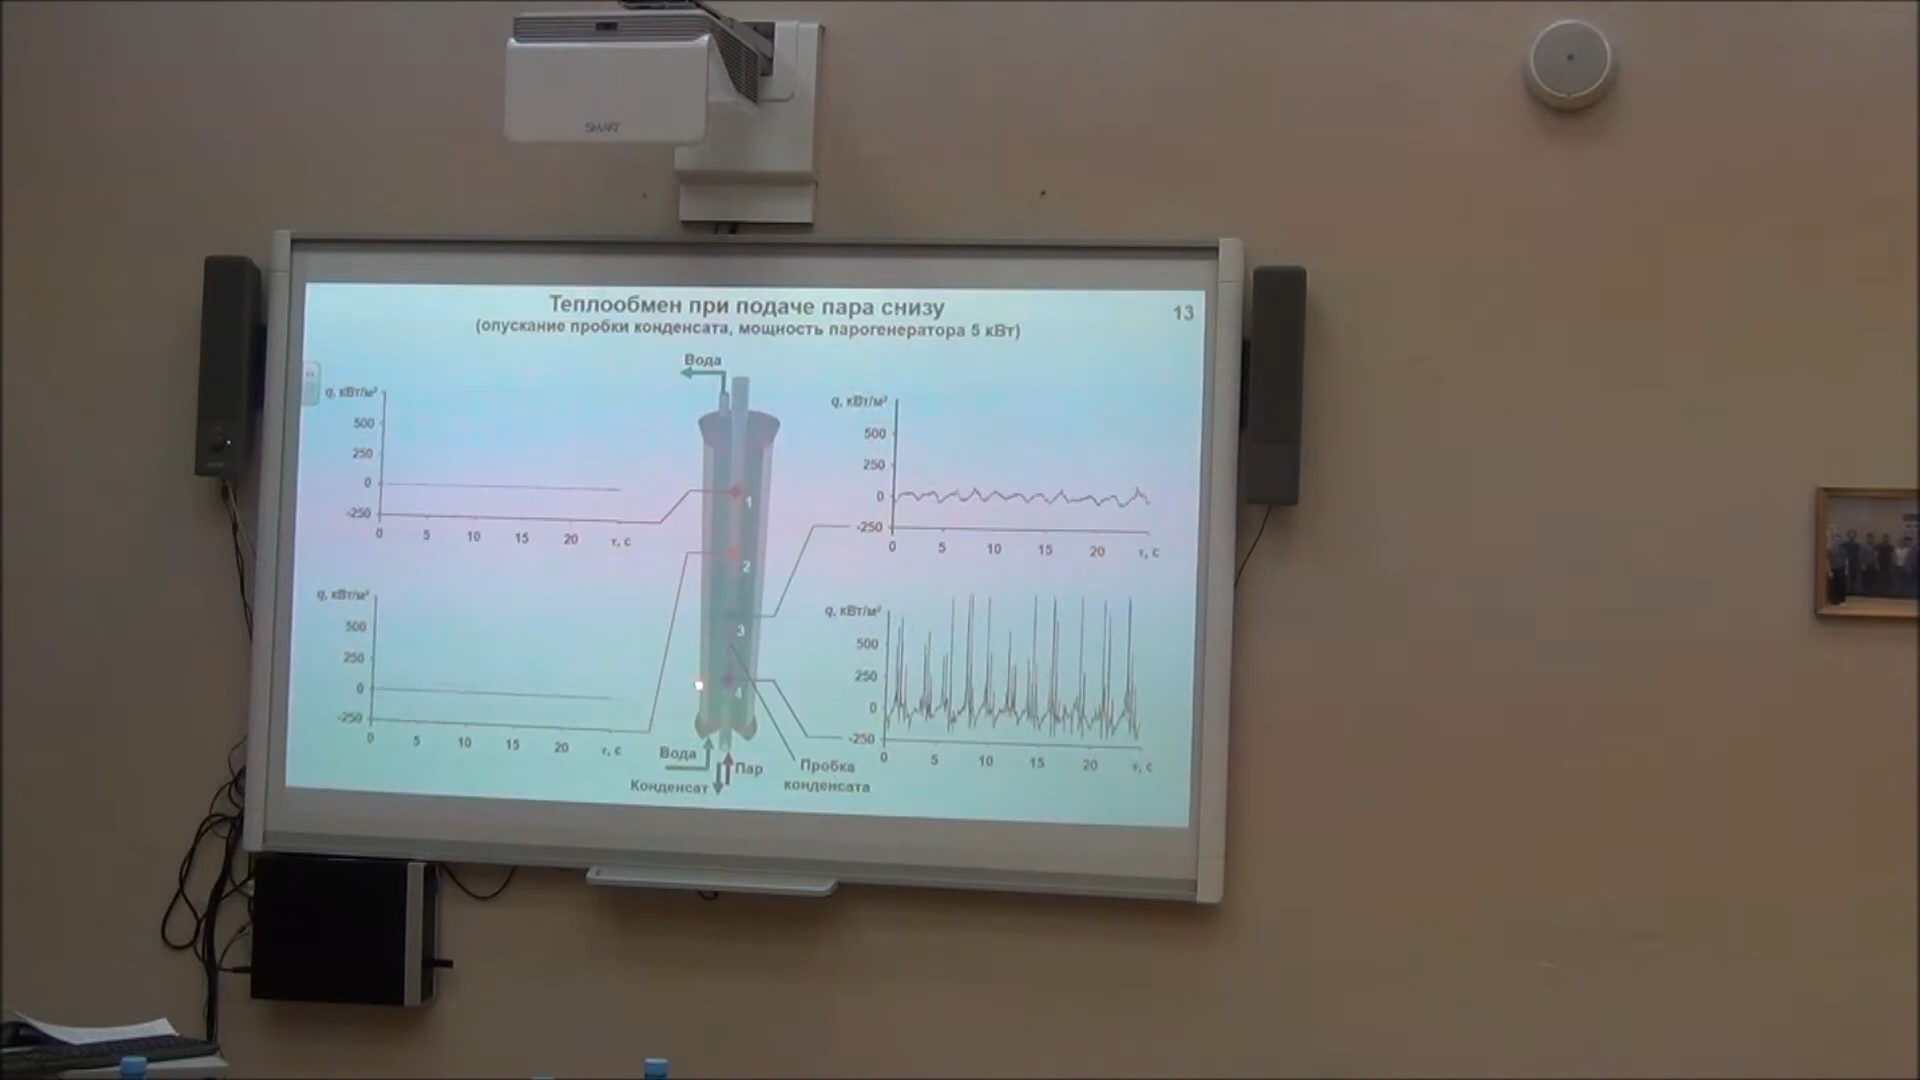 SMART
Теплообмен при подаче пара снизу
13
(опускание пробки конденсата, мощность парогенератора 5 кВт)
Вода
q, кВт/м²
500
250
0
-250
0 5 10 15 20 τ, с
q, кВт/м²
500
250
0
-250
0 5 10 15 20 τ, с
1
2
3
4
q, кВт/м²
500
250
0
-250
0 5 10 15 20 τ, с
q, кВт/м²
500
250
0
-250
0 5 10 15 20 τ, с
Вода
Пар
Конденсат
Пробка
конденсата